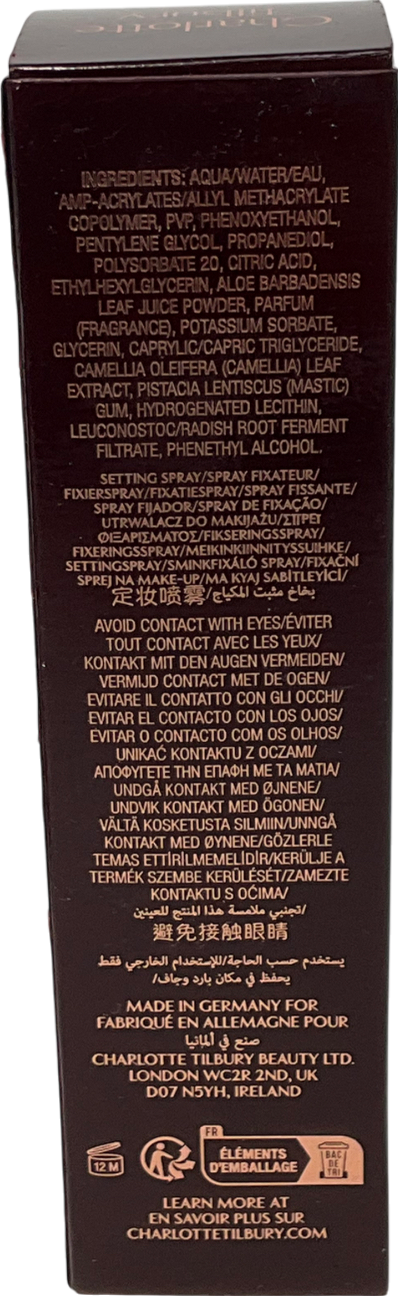 Charlotte
Tilbury
INGREDIENTS: AQUA/WATER/EAU,
AMP-ACRYLATES/ALLYL METHACRYLATE
COPOLYMER, PVP, PHENOXYETHANOL,
PENTYLENE GLYCOL, PROPANEDIOL,
POLYSORBATE 20, CITRIC ACID,
ETHYLHEXYLGLYCERIN, ALOE BARBADENSIS
LEAF JUICE POWDER, PARFUM
(FRAGRANCE), POTASSIUM SORBATE,
GLYCERIN, CAPRYLIC/CAPRIC TRIGLYCERIDE,
CAMELLIA OLEIFERA (CAMELLIA) LEAF
EXTRACT, PISTACIA LENTISCUS (MASTIC)
GUM, HYDROGENATED LECITHIN,
LEUCONOSTOC/RADISH ROOT FERMENT
FILTRATE, PHENETHYL ALCOHOL.
SETTING SPRAY/SPRAY FIXATEUR/
FIXIERSPRAY/FIXATIESPRAY/SPRAY FISSANTE/
SPRAY FIJADOR/SPRAY DE FIXAÇÃO/
UTRWALACZ DO MAKIJAŻU/ΣΠΡΕΪ
ΦΙΞΑΡΙΣΜΑΤΟΣ/FIKSERINGSSPRAY/
FIXERINGSSPRAY/MEIKINKIINNITYSSUIHKE/
SETTINGSPRAY/SMINKFIXÁLÓ SPRAY/FIXAČNÍ
SPREJ NA MAKE-UP/MA KYAJ SABİTLEYİCİ/
定妆喷雾/بخاخ مثبت المكياج
AVOID CONTACT WITH EYES/ÉVITER
TOUT CONTACT AVEC LES YEUX/
KONTAKT MIT DEN AUGEN VERMEIDEN/
VERMIJD CONTACT MET DE OGEN/
EVITARE IL CONTATTO CON GLI OCCHI/
EVITAR EL CONTACTO CON LOS OJOS/
EVITAR O CONTACTO COM OS OLHOS/
UNIKAĆ KONTAKTU Z OCZAMI/
ΑΠΟΦΥΓΕΤΕ ΤΗΝ ΕΠΑΦΗ ΜΕ ΤΑ ΜΑΤΙΑ/
UNDGÅ KONTAKT MED ØJNENE/
UNDVIK KONTAKT MED ÖGONEN/
VÄLTÄ KOSKETUSTA SILMIIN/UNNGÅ
KONTAKT MED ØYNENE/GÖZLERLE
TEMAS ETTİRİLMEMELİDİR/KERÜLJE A
TERMÉK SZEMBE KERÜLÉSÉT/ZAMEZTE
KONTAKTU S OČIMA/
تجنبي ملامسة هذا المنتج للعينين/
避免接触眼睛
يستخدم حسب الحاجة/للإستخدام الخارجي فقط
يحفظ في مكان بارد وجاف/
MADE IN GERMANY FOR
FABRIQUÉ EN ALLEMAGNE POUR
صنع في ألمانيا
CHARLOTTE TILBURY BEAUTY LTD.
LONDON WC2R 2ND, UK
D07 N5YH, IRELAND
12 M
FR
ÉLÉMENTS
D'EMBALLAGE
BAC
DE
TRI
LEARN MORE AT
EN SAVOIR PLUS SUR
CHARLOTTETILBURY.COM